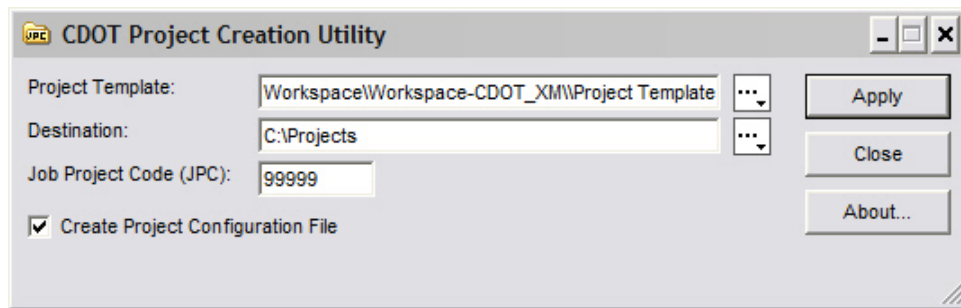 JPC CDOT Project Creation Utility
Project Template: Workspace\Workspace-CDOT_XM\\Project Template ... Apply
Destination: C:\Projects ...
Close
Job Project Code (JPC): 99999
About...
Create Project Configuration File